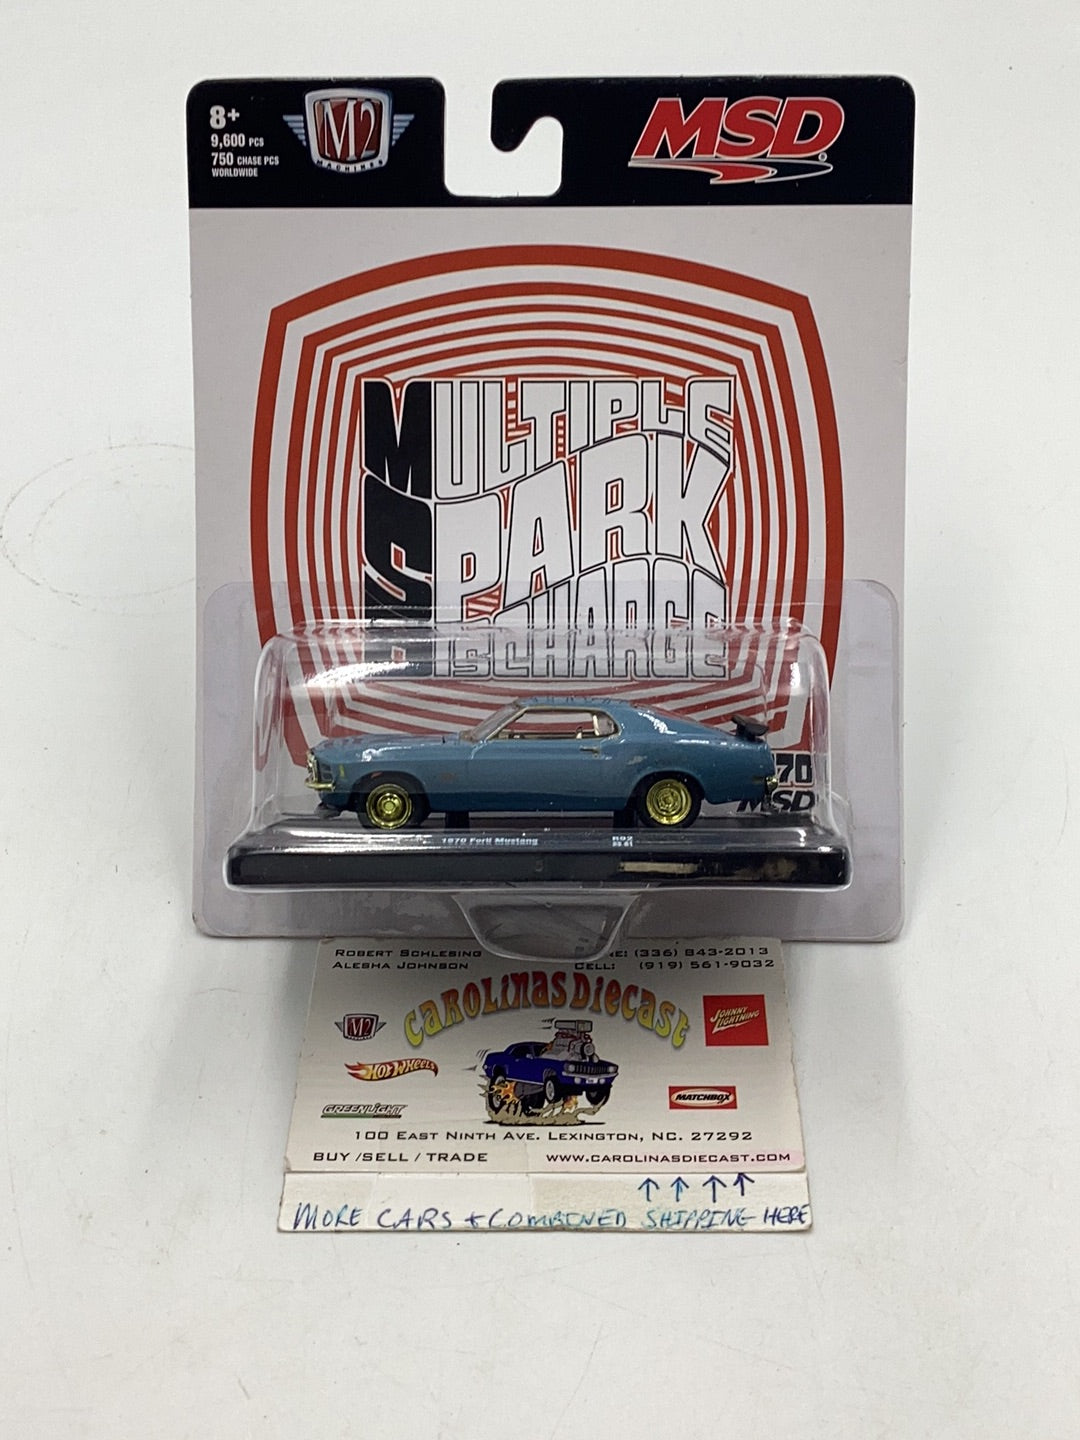 8+
9,600 PCS
750 CHASE PCS
WORLDWIDE
M2
MACHINES
MSD
MULTIPLE
SPARK
DISCHARGE
70
MSD
1970 Ford Mustang
R92
ROBERT SCHLESING
(336) 843-2013
ALESHA JOHNSON
CELL: (919) 561-9032
CAROLINAS DIECAST
M2
JOHNNY LIGHTNING
HOT WHEELS
GREENLIGHT
MATCHBOX
100 EAST NINTH AVE. LEXINGTON, NC. 27292
BUY /SELL / TRADE
WWW.CAROLINASDIECAST.COM
↑ ↑ ↑ ↑
MORE CARS + COMBINED SHIPPING HERE